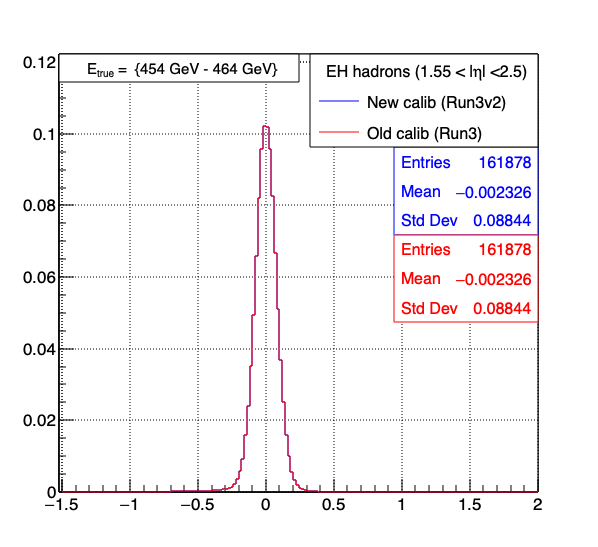 0.12
E_true = {454 GeV - 464 GeV}
EH hadrons (1.55 < |η| <2.5)
New calib (Run3v2)
Old calib (Run3)
0.1
Entries 161878
Mean −0.002326
Std Dev 0.08844
0.08
Entries 161878
Mean −0.002326
Std Dev 0.08844
0.06
0.04
0.02
0
−1.5 −1 −0.5 0 0.5 1 1.5 2